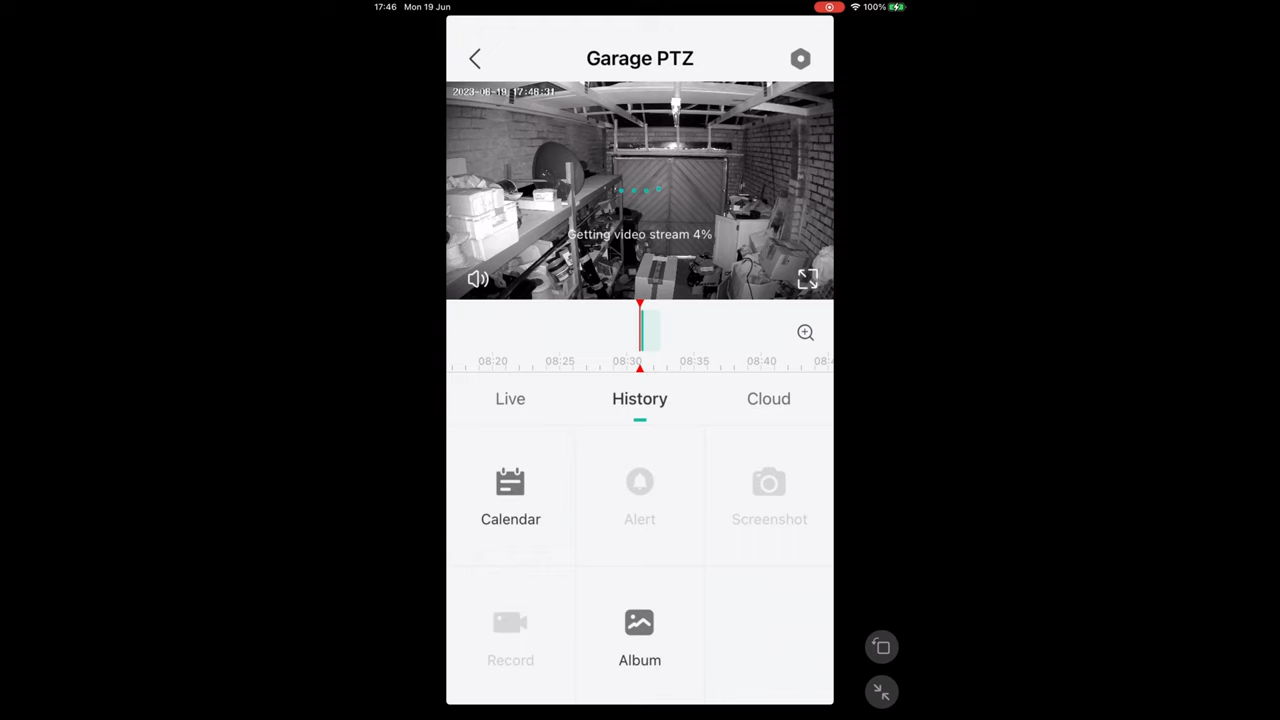 17:46 Mon 19 Jun 100%
Garage PTZ
2023-06-19 17:46:31
Getting video stream 4%
08:20 08:25 08:30 08:35 08:40 08:4
Live History Cloud
Calendar Alert Screenshot
Record Album